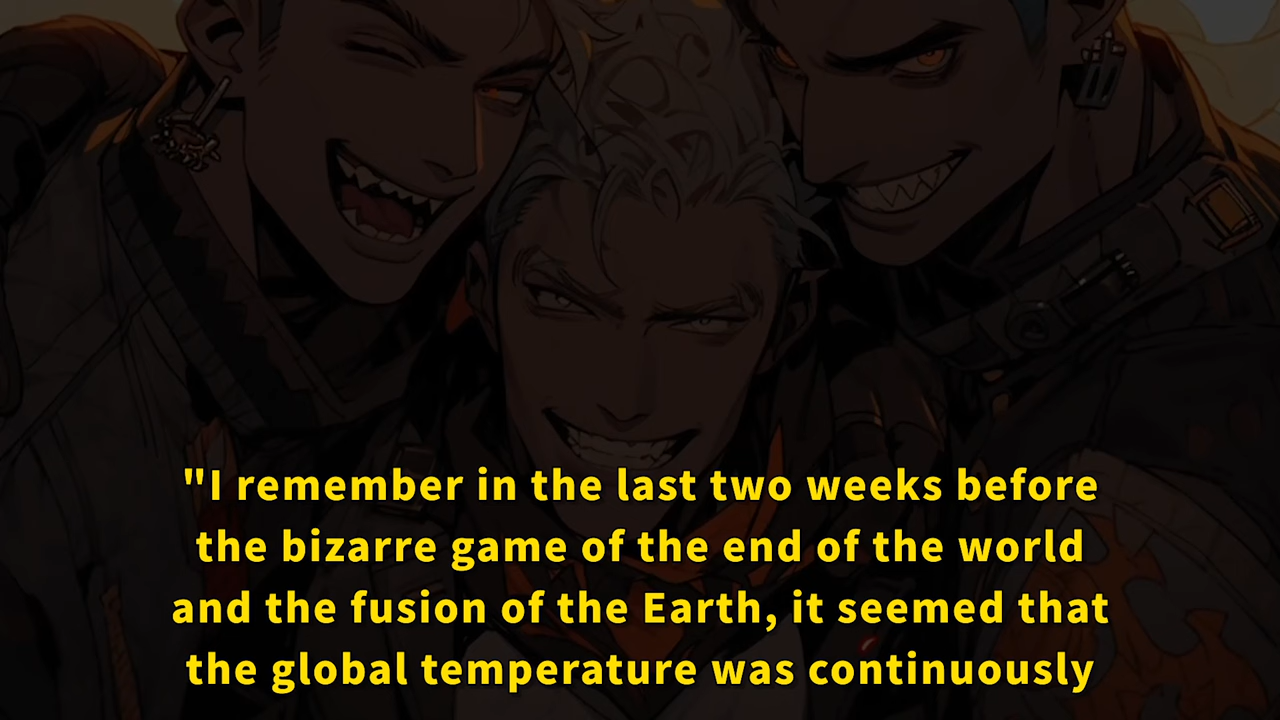 "I remember in the last two weeks before
the bizarre game of the end of the world
and the fusion of the Earth, it seemed that
the global temperature was continuously